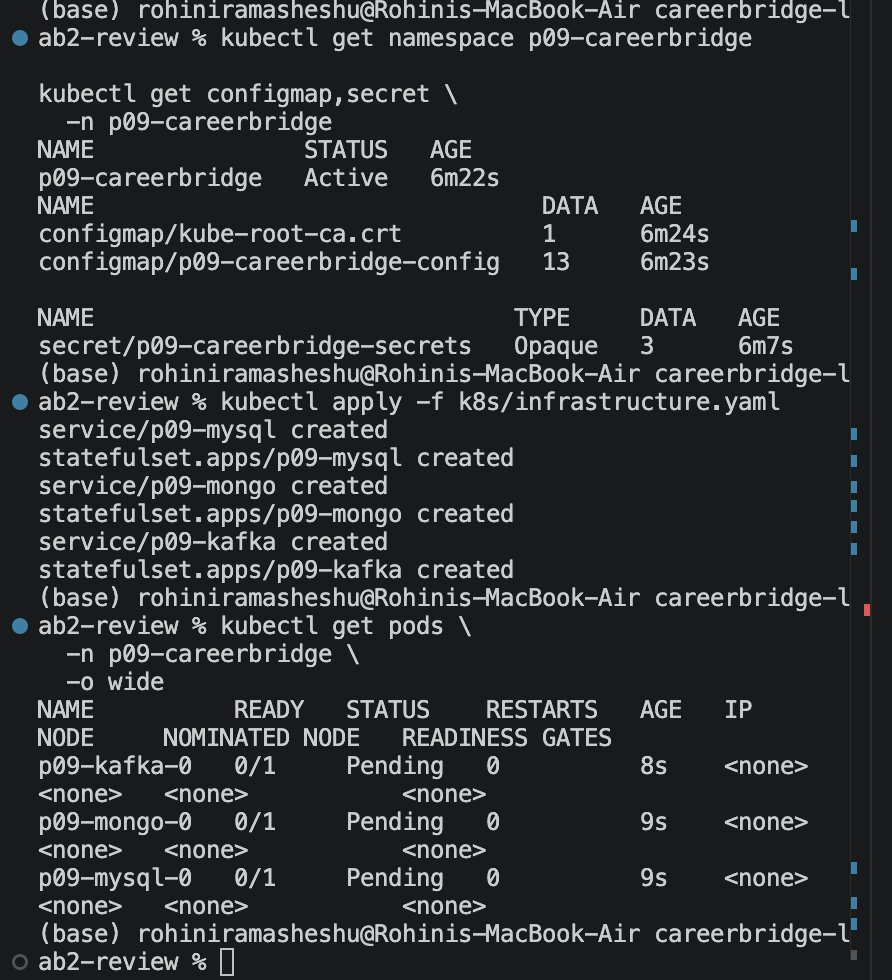 (base) rohiniramasheshu@Rohinis-MacBook-Air careerbridge-l
ab2-review % kubectl get namespace p09-careerbridge
kubectl get configmap,secret \
  -n p09-careerbridge
NAME               STATUS   AGE
p09-careerbridge   Active   6m22s
NAME                                DATA   AGE
configmap/kube-root-ca.crt          1      6m24s
configmap/p09-careerbridge-config   13     6m23s
NAME                              TYPE     DATA   AGE
secret/p09-careerbridge-secrets   Opaque   3      6m7s
(base) rohiniramasheshu@Rohinis-MacBook-Air careerbridge-l
ab2-review % kubectl apply -f k8s/infrastructure.yaml
service/p09-mysql created
statefulset.apps/p09-mysql created
service/p09-mongo created
statefulset.apps/p09-mongo created
service/p09-kafka created
statefulset.apps/p09-kafka created
(base) rohiniramasheshu@Rohinis-MacBook-Air careerbridge-l
ab2-review % kubectl get pods \
  -n p09-careerbridge \
  -o wide
NAME          READY   STATUS    RESTARTS   AGE   IP
NODE     NOMINATED NODE   READINESS GATES
p09-kafka-0   0/1     Pending   0          8s    <none>
<none>   <none>           <none>
p09-mongo-0   0/1     Pending   0          9s    <none>
<none>   <none>           <none>
p09-mysql-0   0/1     Pending   0          9s    <none>
<none>   <none>           <none>
(base) rohiniramasheshu@Rohinis-MacBook-Air careerbridge-l
ab2-review %